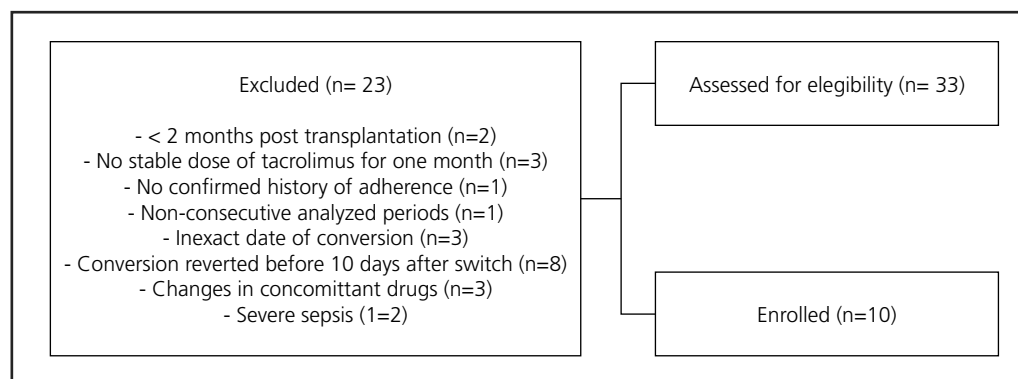 Excluded (n= 23)
- < 2 months post transplantation (n=2)
- No stable dose of tacrolimus for one month (n=3)
- No confirmed history of adherence (n=1)
- Non-consecutive analyzed periods (n=1)
- Inexact date of conversion (n=3)
- Conversion reverted before 10 days after switch (n=8)
- Changes in concomittant drugs (n=3)
- Severe sepsis (1=2)
Assessed for elegibility (n= 33)
Enrolled (n=10)